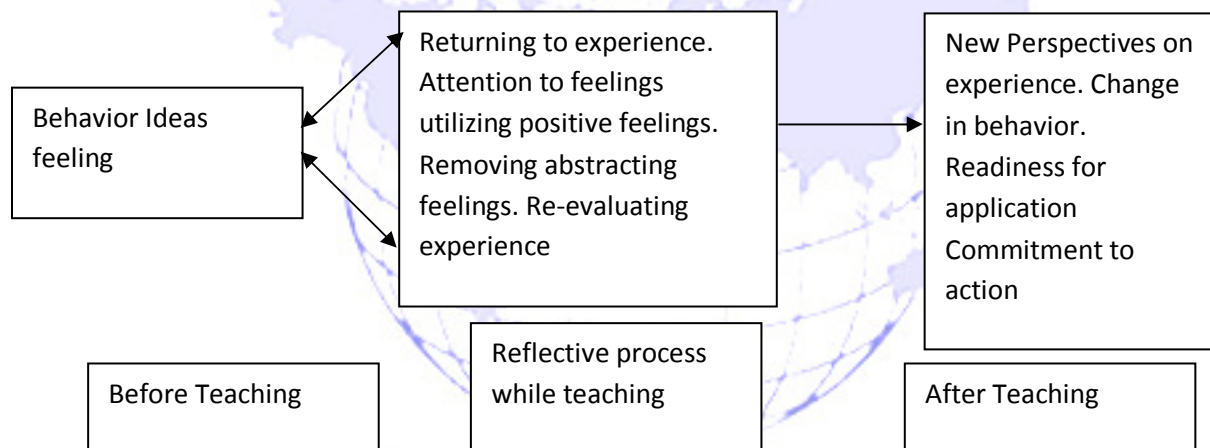 Behavior Ideas
feeling
Returning to experience.
Attention to feelings
utilizing positive feelings.
Removing abstracting
feelings. Re-evaluating
experience
New Perspectives on
experience. Change
in behavior.
Readiness for
application
Commitment to
action
Before Teaching
Reflective process
while teaching
After Teaching